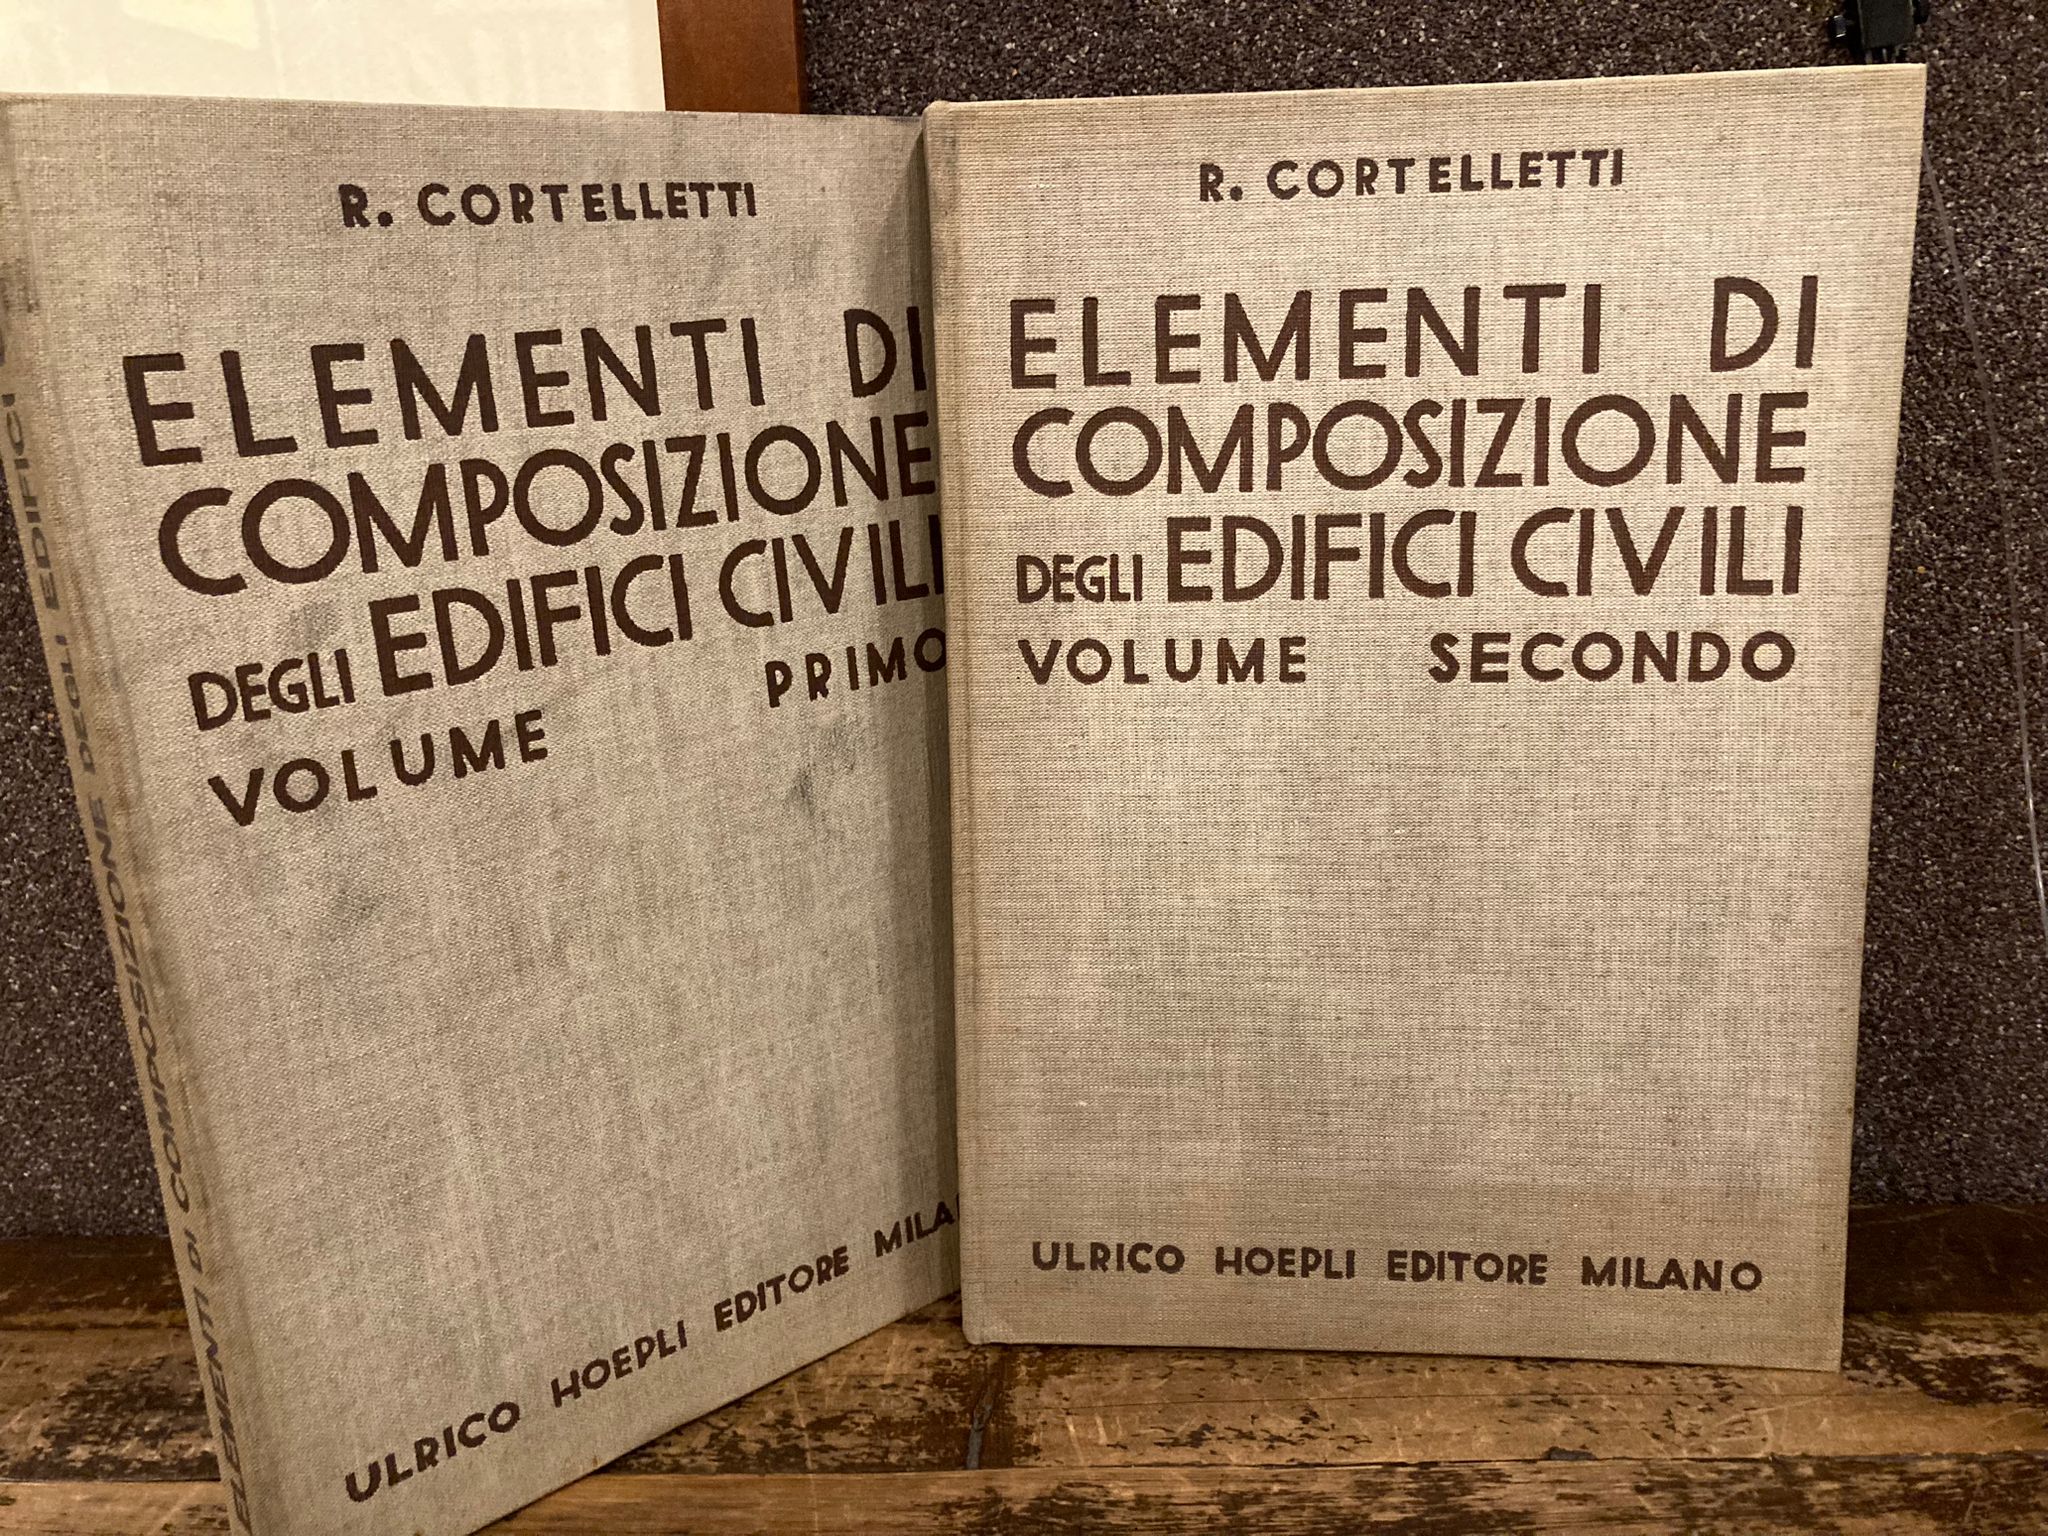 R. CORTELLETTI
ELEMENTI DI
COMPOSIZIONE
DEGLI EDIFICI CIVILI
VOLUME PRIMO
ULRICO HOEPLI EDITORE MILA
ELEMENTI DI COMPOSIZIONE DEGLI EDIFICI
R. CORTELLETTI
ELEMENTI DI
COMPOSIZIONE
DEGLI EDIFICI CIVILI
VOLUME SECONDO
ULRICO HOEPLI EDITORE MILANO